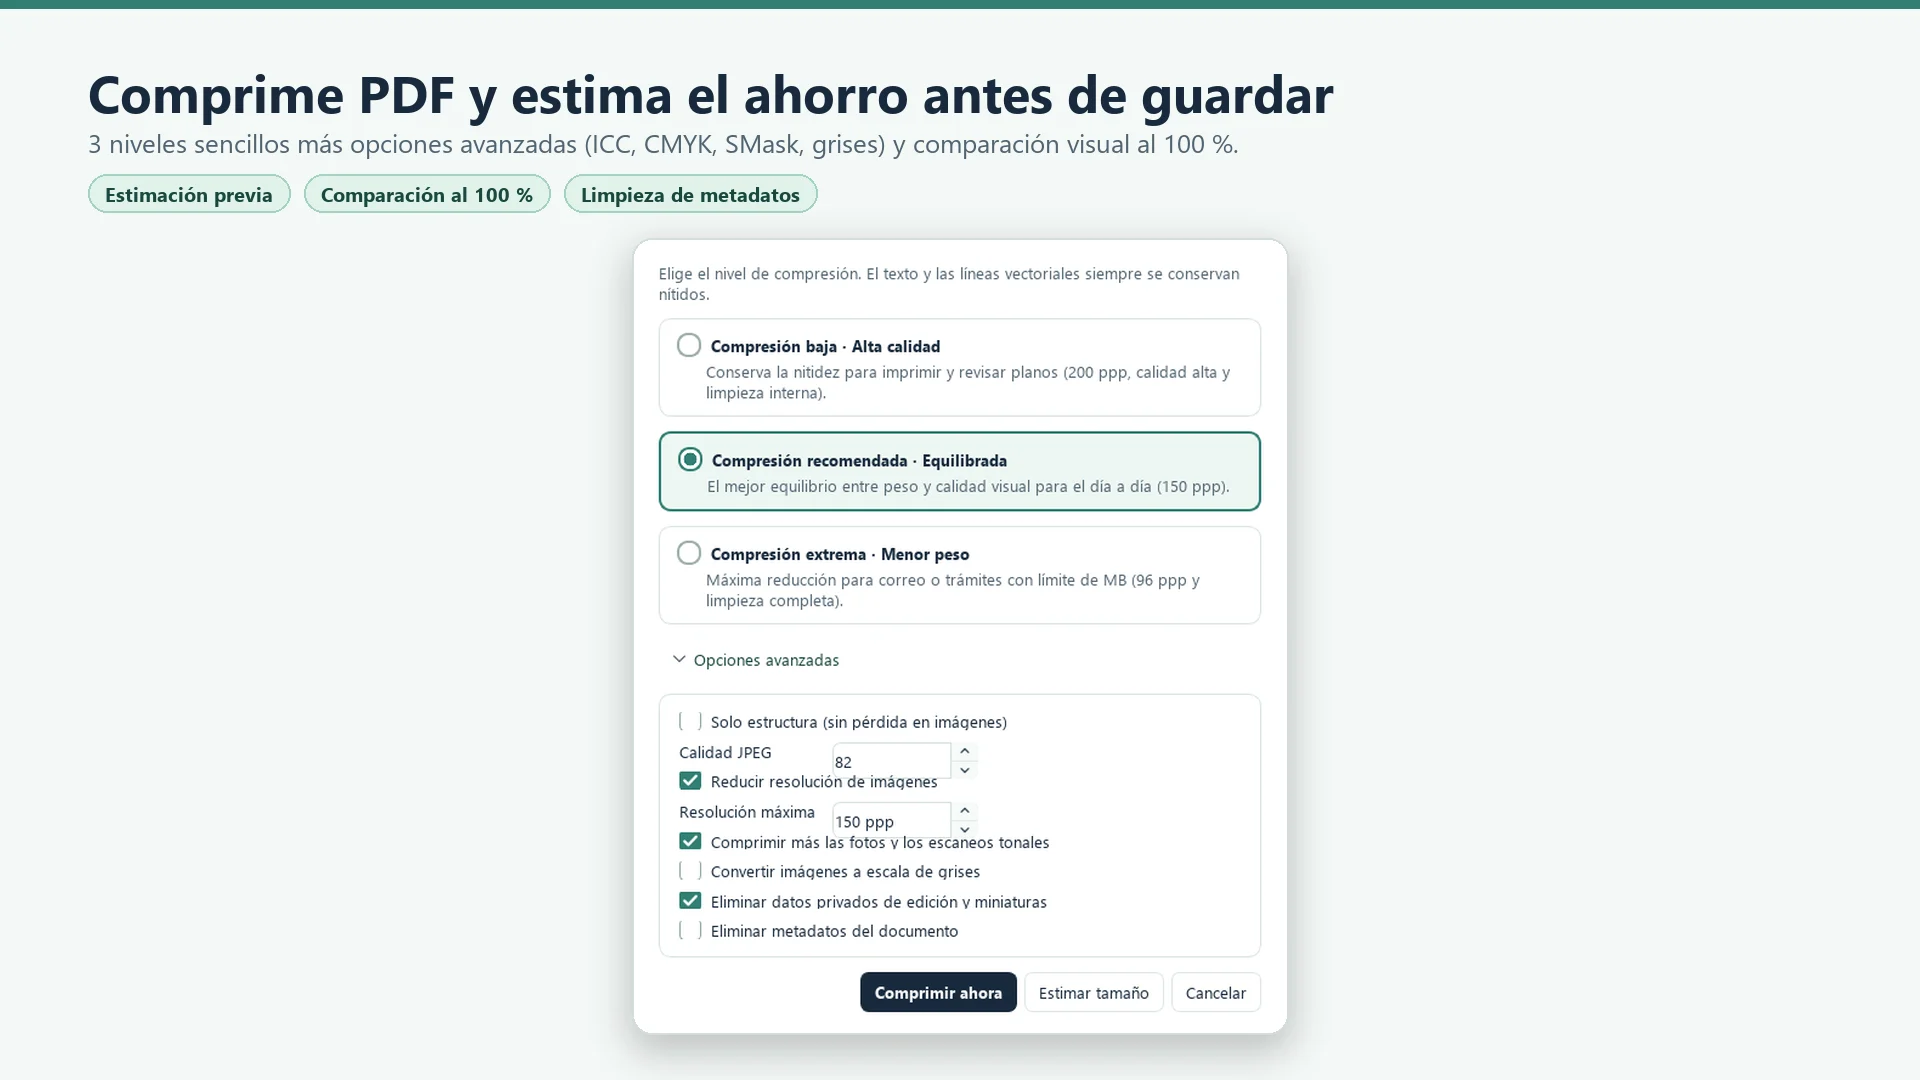 Comprime PDF y estima el ahorro antes de guardar
3 niveles sencillos más opciones avanzadas (ICC, CMYK, SMask, grises) y comparación visual al 100 %.
Estimación previa
Comparación al 100 %
Limpieza de metadatos
Elige el nivel de compresión. El texto y las líneas vectoriales siempre se conservan
nítidos.
Compresión baja · Alta calidad
Conserva la nitidez para imprimir y revisar planos (200 ppp, calidad alta y
limpieza interna).
Compresión recomendada · Equilibrada
El mejor equilibrio entre peso y calidad visual para el día a día (150 ppp).
Compresión extrema · Menor peso
Máxima reducción para correo o trámites con límite de MB (96 ppp y
limpieza completa).
Opciones avanzadas
Solo estructura (sin pérdida en imágenes)
Calidad JPEG
82
Reducir resolución de imágenes
Resolución máxima
150 ppp
Comprimir más las fotos y los escaneos tonales
Convertir imágenes a escala de grises
Eliminar datos privados de edición y miniaturas
Eliminar metadatos del documento
Comprimir ahora
Estimar tamaño
Cancelar